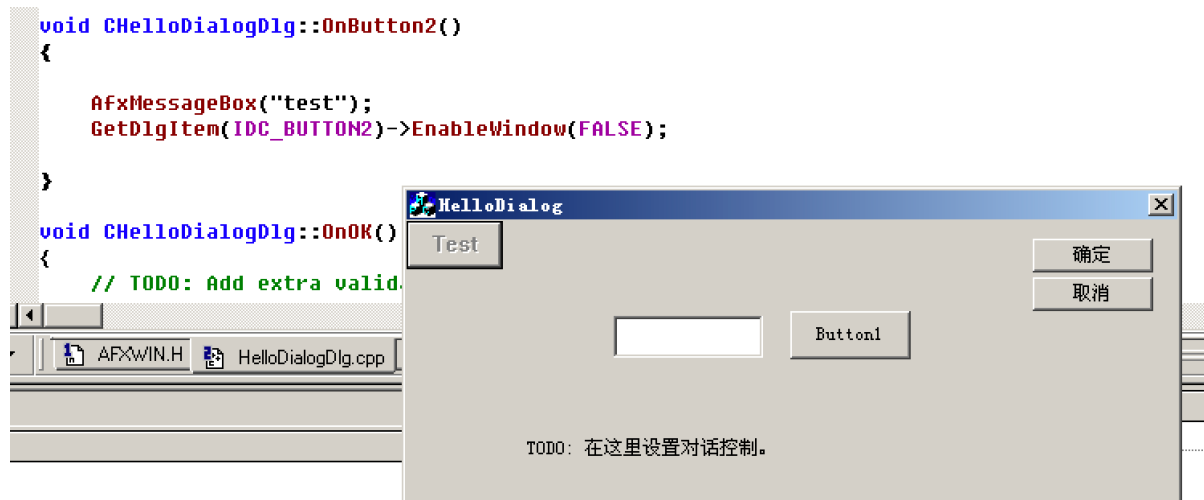 void CHelloDialogDlg::OnButton2()
{
AfxMessageBox("test");
GetDlgItem(IDC_BUTTON2)->EnableWindow(FALSE);
}
void CHelloDialogDlg::OnOK()
{
// TODO: Add extra valid
HelloDialog
Test
确定
取消
Button1
TODO: 在这里设置对话控制。
AFXWIN.H
HelloDialogDlg.cpp